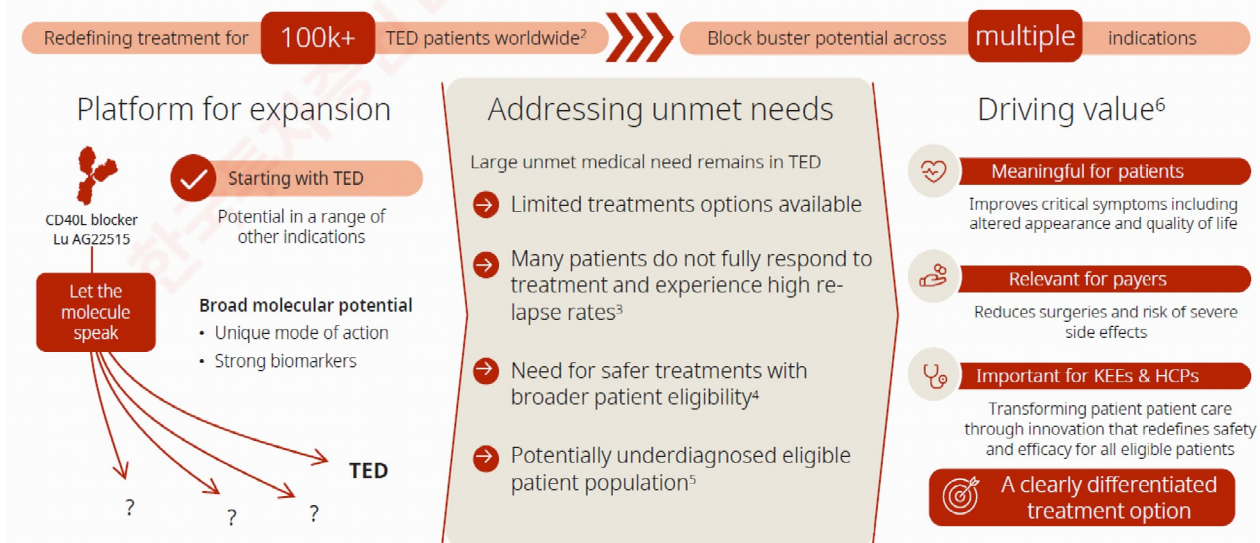 Redefining treatment for 100k+ TED patients worldwide²
Block buster potential across multiple indications
Platform for expansion
CD40L blocker
Lu AG22515
Starting with TED
Potential in a range of
other indications
Let the
molecule
speak
Broad molecular potential
• Unique mode of action
• Strong biomarkers
TED
?
?
?
Addressing unmet needs
Large unmet medical need remains in TED
Limited treatments options available
Many patients do not fully respond to
treatment and experience high re-
lapse rates³
Need for safer treatments with
broader patient eligibility⁴
Potentially underdiagnosed eligible
patient population⁵
Driving value⁶
Meaningful for patients
Improves critical symptoms including
altered appearance and quality of life
Relevant for payers
Reduces surgeries and risk of severe
side effects
Important for KEEs & HCPs
Transforming patient patient care
through innovation that redefines safety
and efficacy for all eligible patients
A clearly differentiated
treatment option
한국투자증권